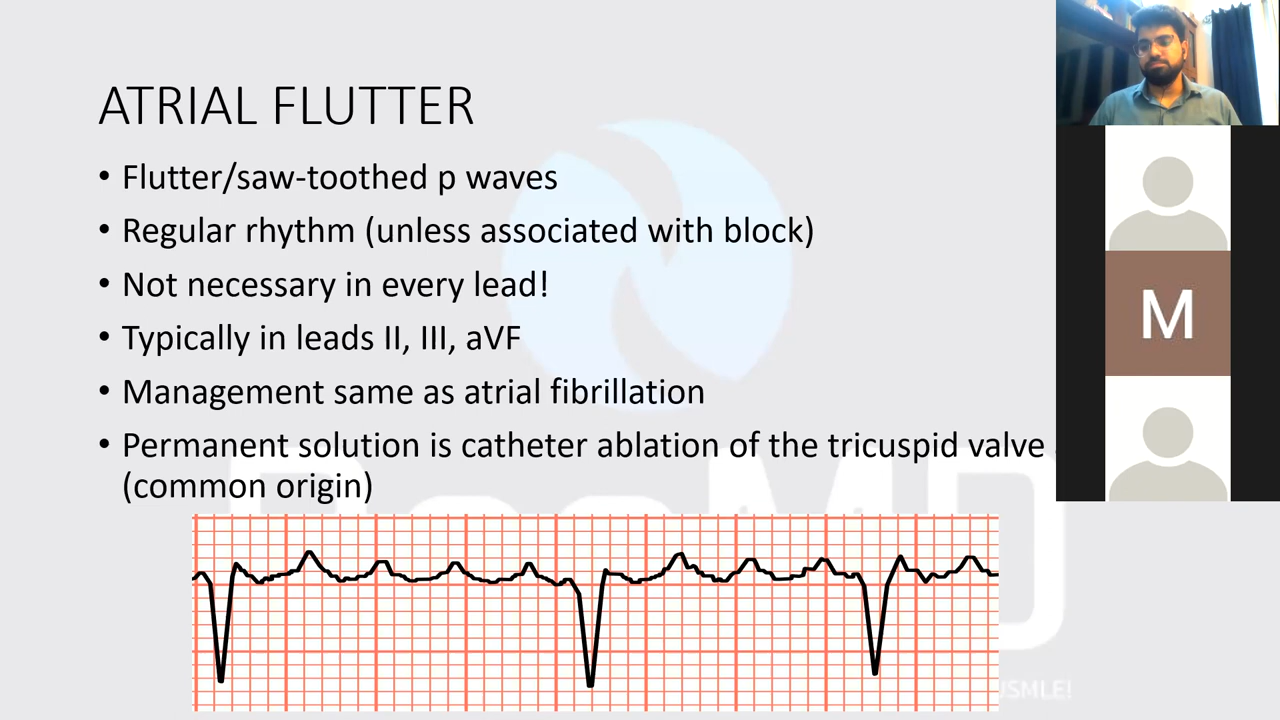 ATRIAL FLUTTER
• Flutter/saw-toothed p waves
• Regular rhythm (unless associated with block)
• Not necessary in every lead!
• Typically in leads II, III, aVF
• Management same as atrial fibrillation
• Permanent solution is catheter ablation of the tricuspid valve
(common origin)
M
USMLE!